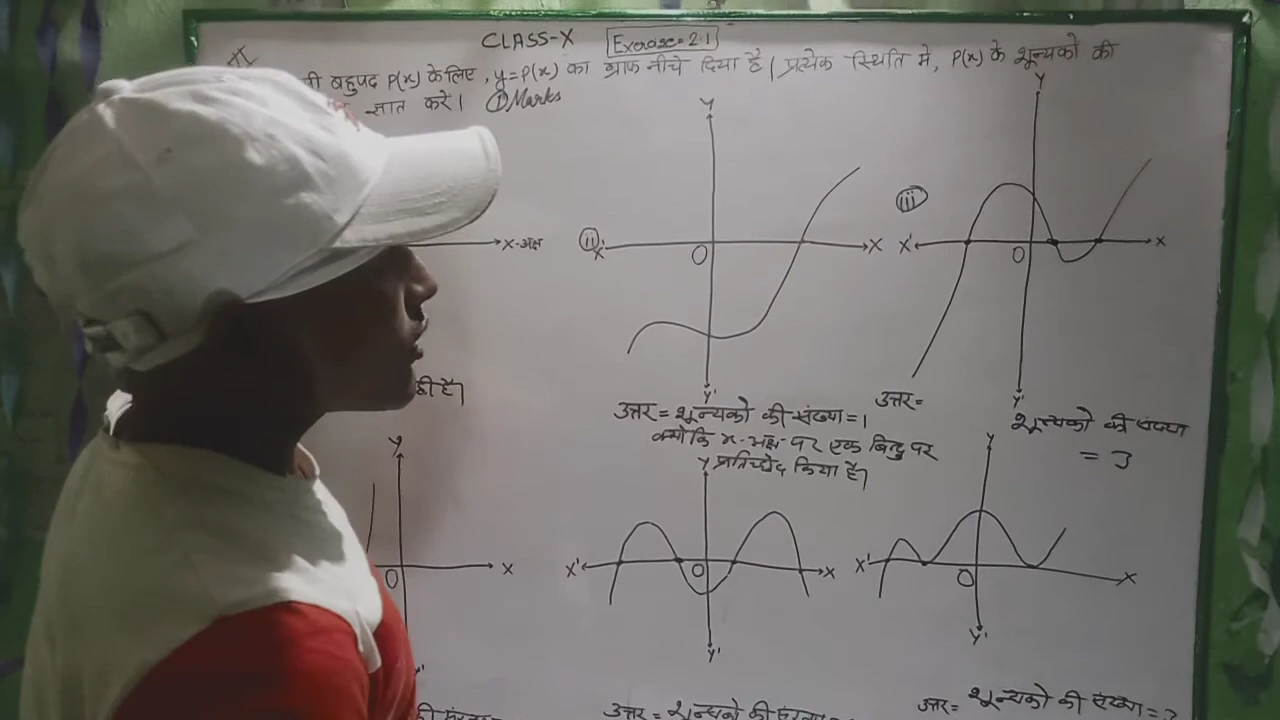 CLASS-X Exercise=2.1
बहुपद P(x) के लिए, y=P(x) का ग्राफ नीचे दिया है। प्रत्येक स्थिति में, P(x) के शून्यकों की
ज्ञात करें। ① Marks
X-अक्ष
ii X' X Y O Y'
iii X' X Y O Y'
ही है।
उत्तर= शून्यकों की संख्या=1
क्योंकि x-अक्ष पर एक बिन्दु पर
प्रतिच्छेद किया है।
उत्तर= शून्यकों की संख्या
= 3
Y O X
Y X' O X Y'
Y X' O X Y'
उत्तर= शून्यकों की संख्या=
उत्तर= शून्यकों की संख्या=